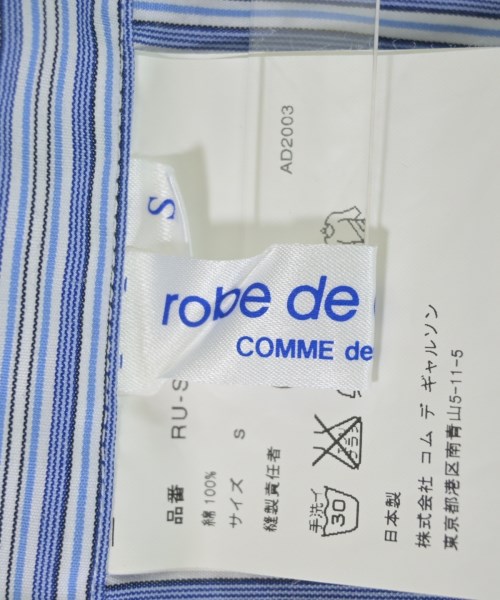 robe de
COMME de
S
AD2003
品番 RU-S
綿 100%
サイズ S
縫製責任者
手洗イ
30
日本製
株式会社 コム デ ギャルソン
東京都港区南青山5-11-5